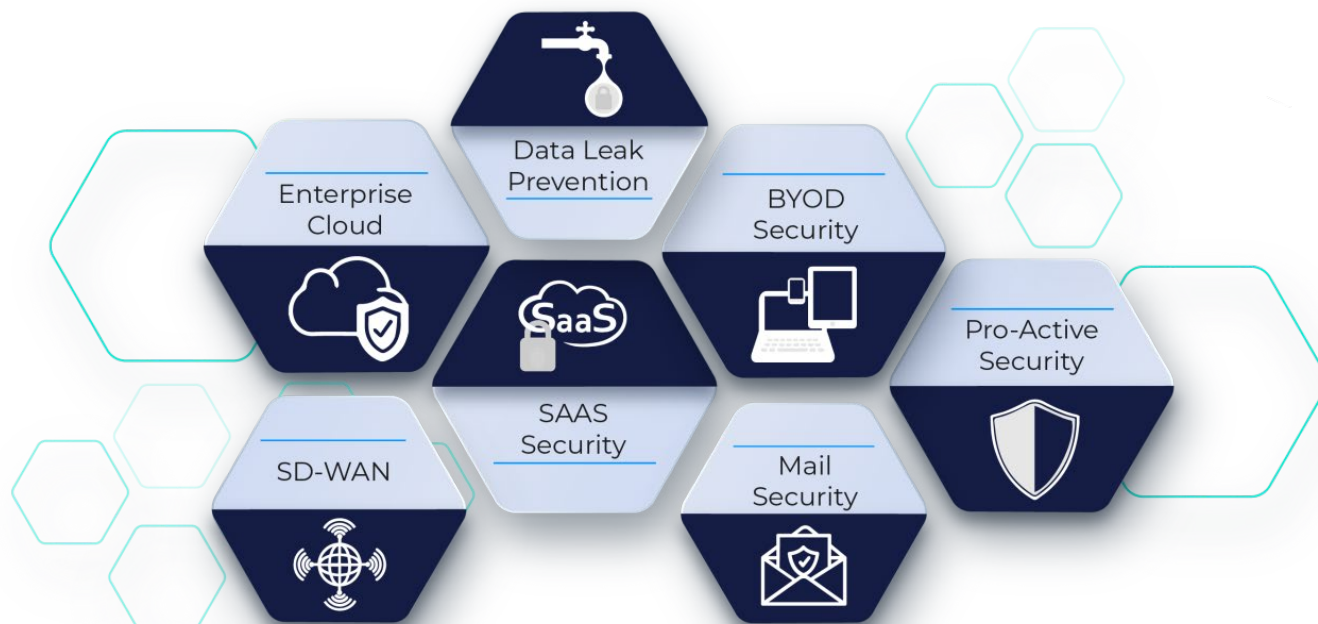 Data Leak
Prevention
Enterprise
Cloud
BYOD
Security
SaaS
Pro-Active
Security
SAAS
Security
SD-WAN
Mail
Security